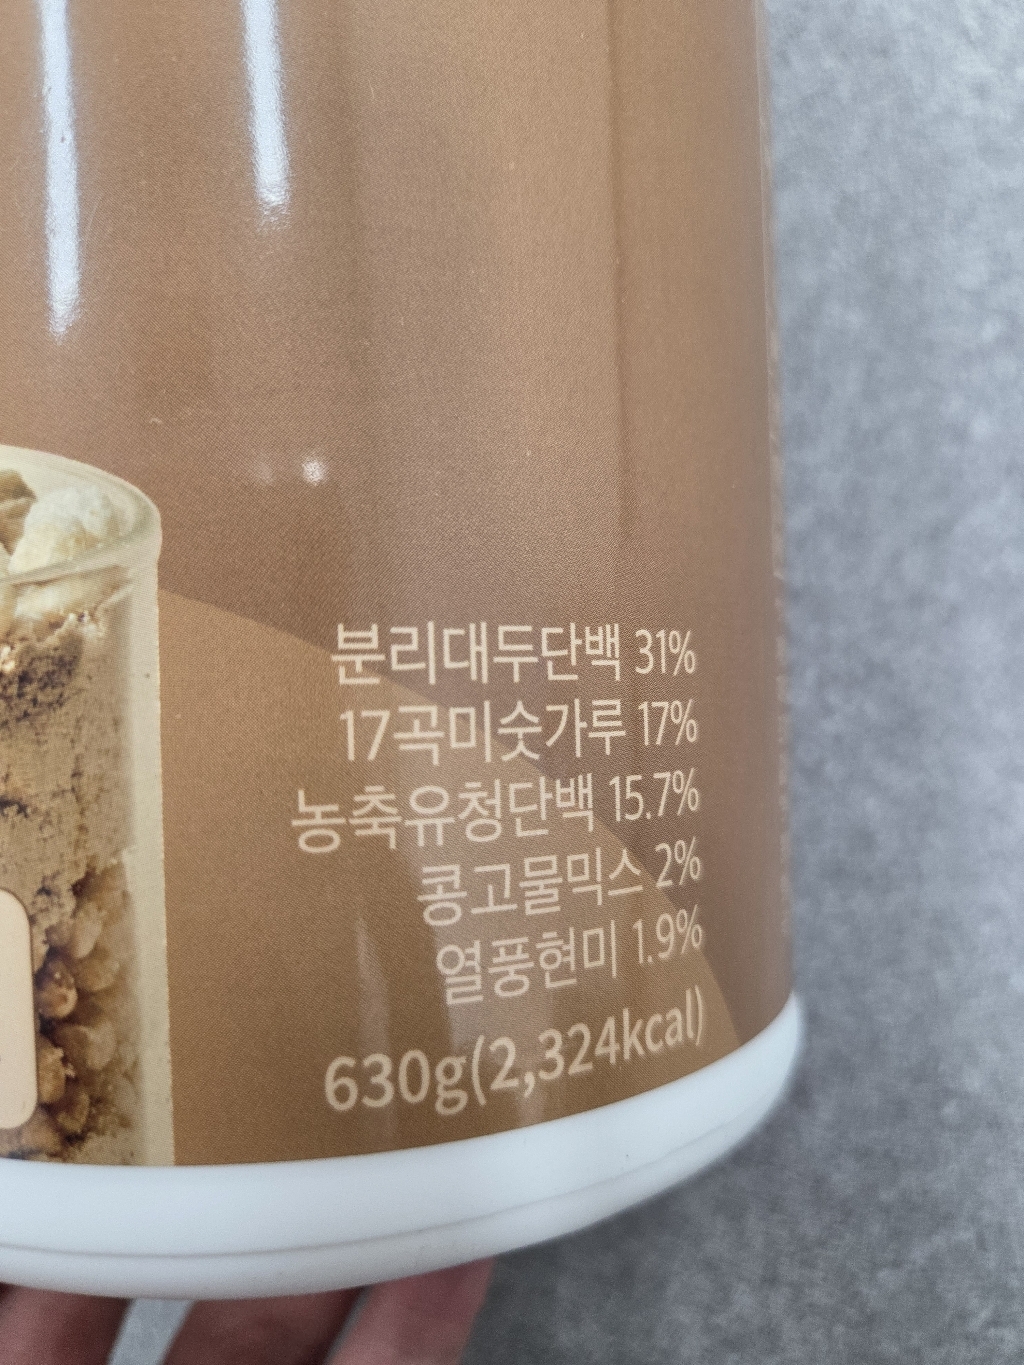 분리대두단백 31%
17곡미숫가루 17%
농축유청단백 15.7%
콩고물믹스 2%
열풍현미 1.9%
630g(2,324kcal)